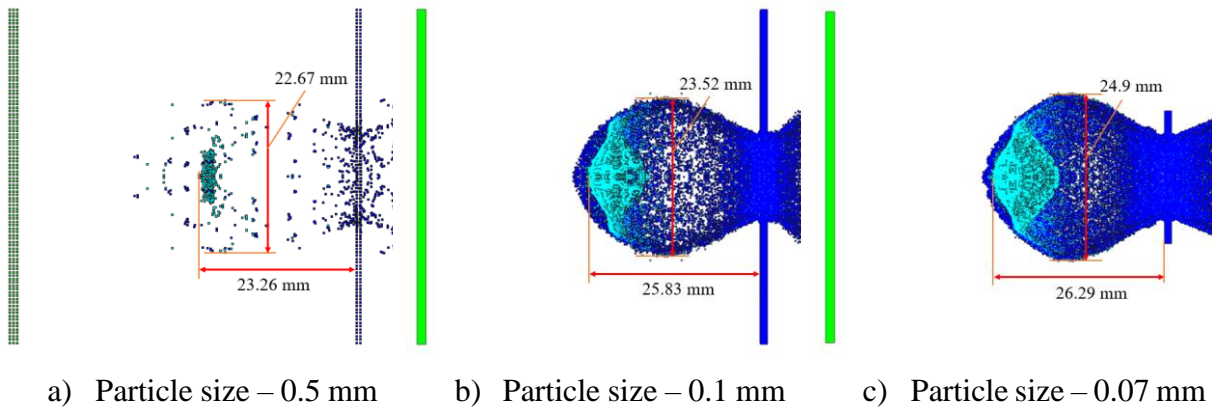 22.67 mm
23.26 mm
23.52 mm
25.83 mm
24.9 mm
26.29 mm
a) Particle size – 0.5 mm
b) Particle size – 0.1 mm
c) Particle size – 0.07 mm